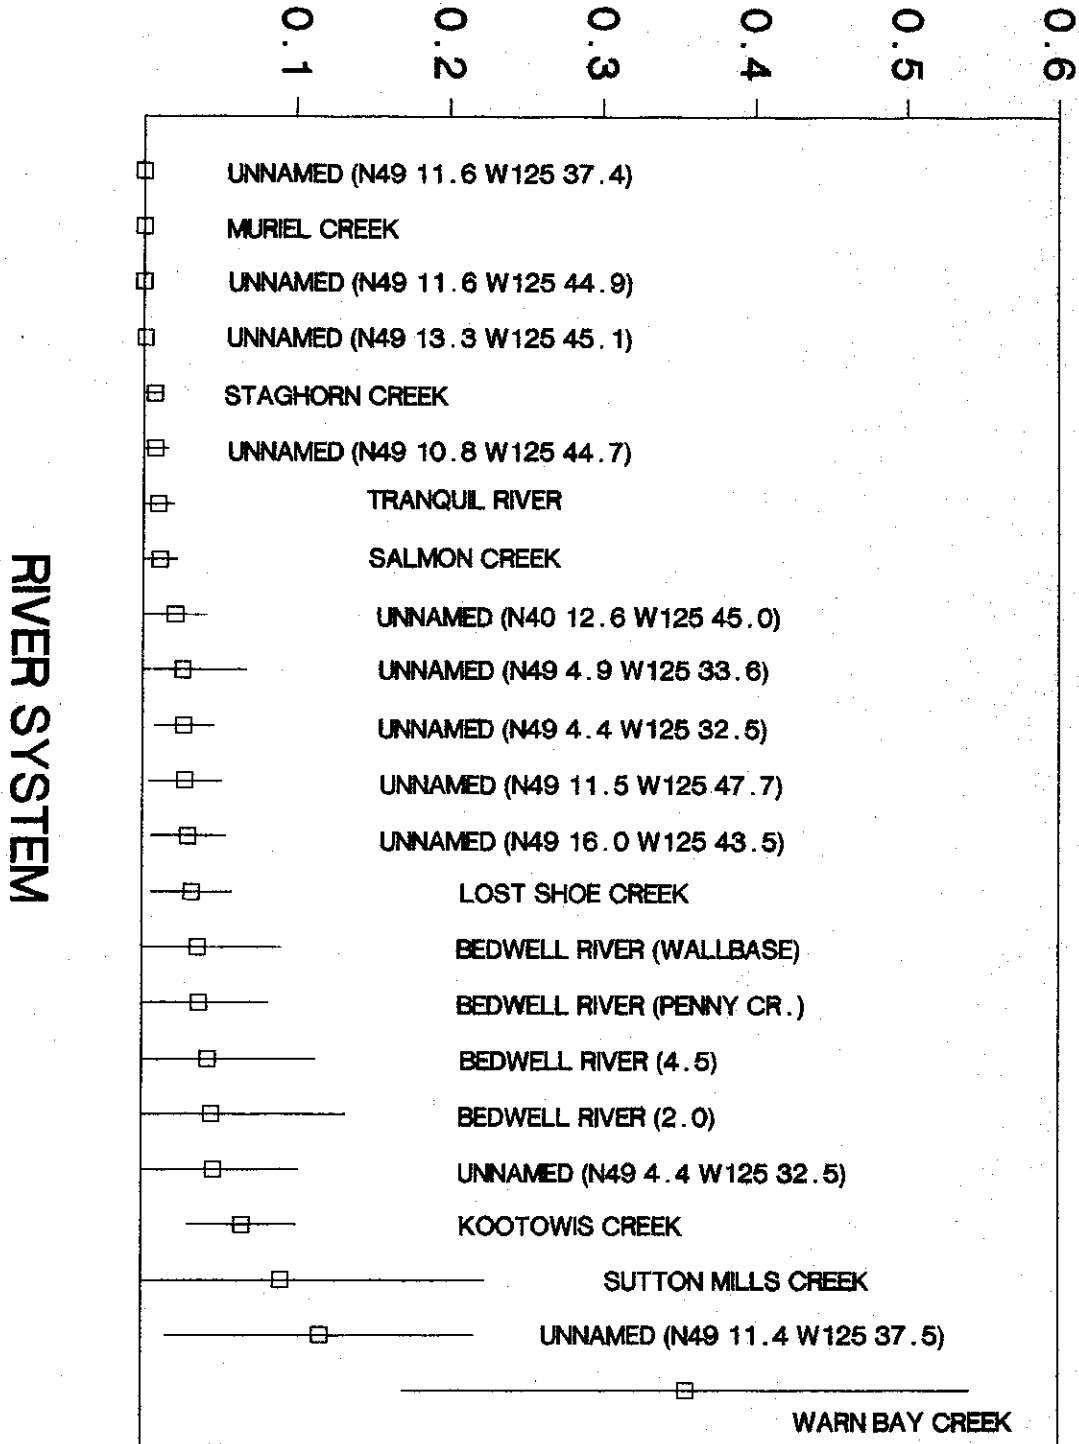 0.1
0.2
0.3
0.4
0.5
0.6
UNNAMED (N49 11.6 W125 37.4)
MURIEL CREEK
UNNAMED (N49 11.6 W125 44.9)
UNNAMED (N49 13.3 W125 45.1)
STAGHORN CREEK
UNNAMED (N49 10.8 W125 44.7)
TRANQUIL RIVER
SALMON CREEK
UNNAMED (N40 12.6 W125 45.0)
UNNAMED (N49 4.9 W125 33.6)
UNNAMED (N49 4.4 W125 32.5)
UNNAMED (N49 11.5 W125 47.7)
UNNAMED (N49 16.0 W125 43.5)
LOST SHOE CREEK
BEDWELL RIVER (WALLBASE)
BEDWELL RIVER (PENNY CR.)
BEDWELL RIVER (4.5)
BEDWELL RIVER (2.0)
UNNAMED (N49 4.4 W125 32.5)
KOOTOWIS CREEK
SUTTON MILLS CREEK
UNNAMED (N49 11.4 W125 37.5)
WARN BAY CREEK
RIVER SYSTEM